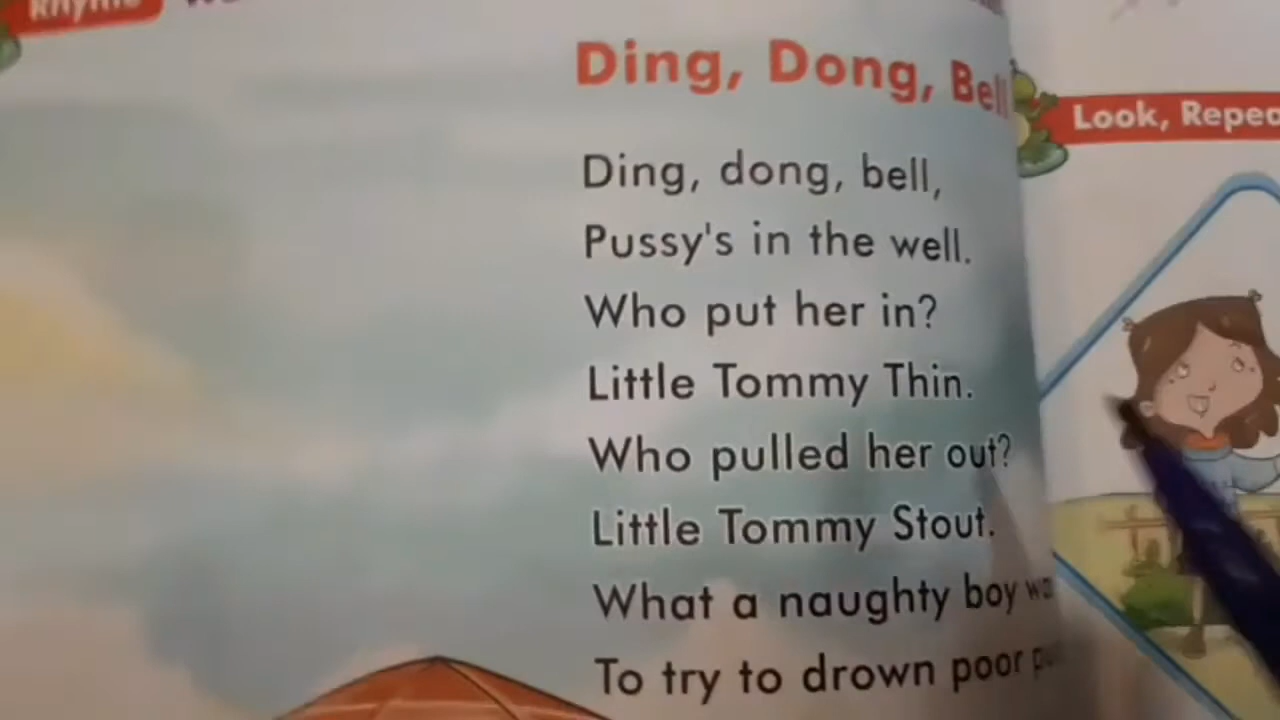 Rhyme
Ding, Dong, Bell
Ding, dong, bell,
Pussy's in the well.
Who put her in?
Little Tommy Thin.
Who pulled her out?
Little Tommy Stout.
What a naughty boy
To try to drown poor
Look,